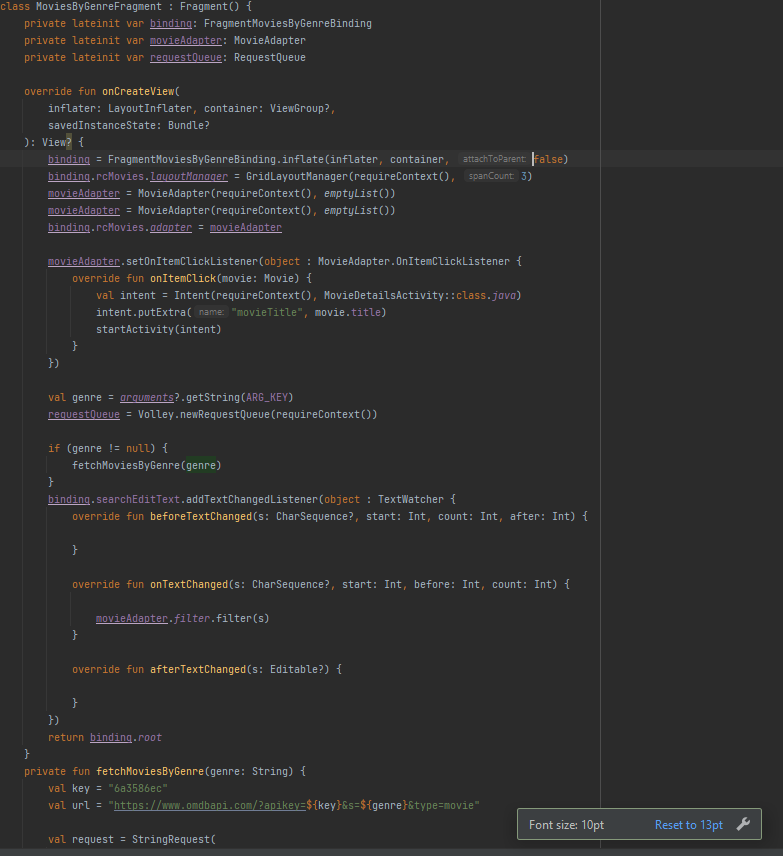 class MoviesByGenreFragment : Fragment() {
    private lateinit var binding: FragmentMoviesByGenreBinding
    private lateinit var movieAdapter: MovieAdapter
    private lateinit var requestQueue: RequestQueue

    override fun onCreateView(
        inflater: LayoutInflater, container: ViewGroup?,
        savedInstanceState: Bundle?
    ): View? {
        binding = FragmentMoviesByGenreBinding.inflate(inflater, container, attachToParent: false)
        binding.rcMovies.layoutManager = GridLayoutManager(requireContext(), spanCount: 3)
        movieAdapter = MovieAdapter(requireContext(), emptyList())
        movieAdapter = MovieAdapter(requireContext(), emptyList())
        binding.rcMovies.adapter = movieAdapter

        movieAdapter.setOnItemClickListener(object : MovieAdapter.OnItemClickListener {
            override fun onItemClick(movie: Movie) {
                val intent = Intent(requireContext(), MovieDetailsActivity::class.java)
                intent.putExtra( name: "movieTitle", movie.title)
                startActivity(intent)
            }
        })

        val genre = arguments?.getString(ARG_KEY)
        requestQueue = Volley.newRequestQueue(requireContext())

        if (genre != null) {
            fetchMoviesByGenre(genre)
        }
        binding.searchEditText.addTextChangedListener(object : TextWatcher {
            override fun beforeTextChanged(s: CharSequence?, start: Int, count: Int, after: Int) {

            }

            override fun onTextChanged(s: CharSequence?, start: Int, before: Int, count: Int) {

                movieAdapter.filter.filter(s)
            }

            override fun afterTextChanged(s: Editable?) {

            }
        })
        return binding.root
    }
    private fun fetchMoviesByGenre(genre: String) {
        val key = "6a3586ec"
        val url = "https://www.omdbapi.com/?apikey=${key}&s=${genre}&type=movie"

        val request = StringRequest(
Font size: 10pt Reset to 13pt